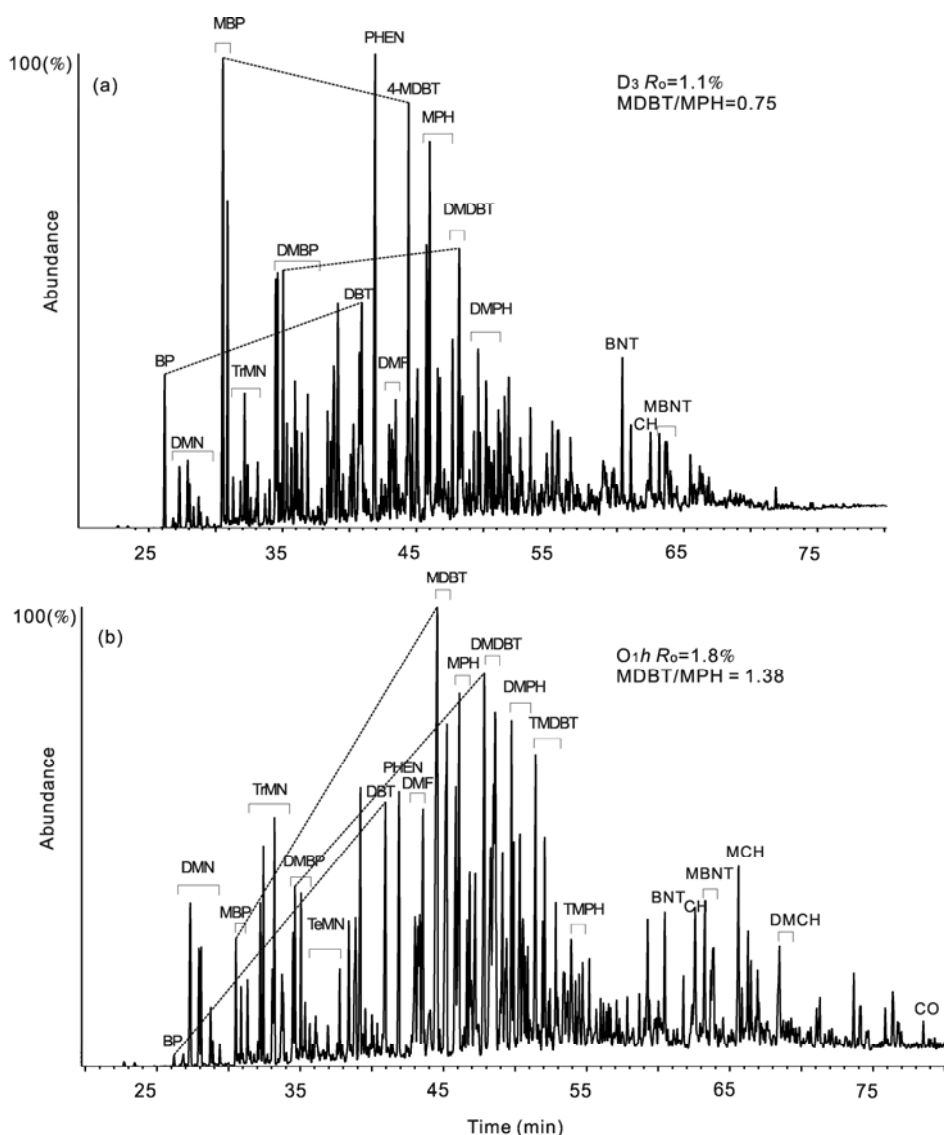 MBP
PHEN
100(%)
(a)
4-MDBT
D3 Ro=1.1%
MDBT/MPH=0.75
MPH
DMDBT
DMBP
DBT
DMPH
BNT
BP
DMF
TrMN
CH
MBNT
DMN
Abundance
25 35 45 55 65 75
MDBT
100(%)
(b)
DMDBT
O1h Ro=1.8%
MDBT/MPH = 1.38
MPH
DMPH
TMDBT
PHEN
TrMN
DBT
DMF
DMBP
MCH
DMN
MBNT
BNT
CH
MBP
TMPH
TeMN
DMCH
CO
BP
Abundance
25 35 45 55 65 75
Time (min)